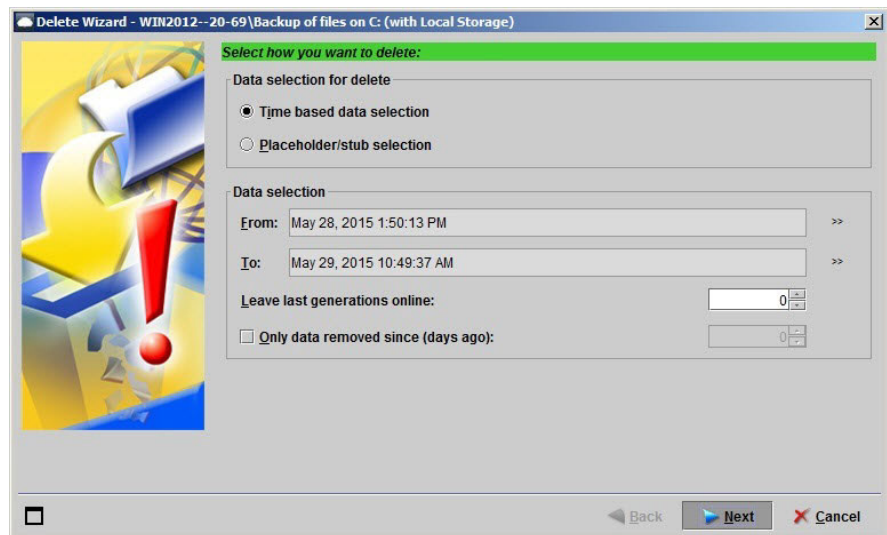 Delete Wizard - WIN2012--20-69\Backup of files on C: (with Local Storage)
Select how you want to delete:
Data selection for delete
Time based data selection
Placeholder/stub selection
Data selection
From: May 28, 2015 1:50:13 PM >>
To: May 29, 2015 10:49:37 AM >>
Leave last generations online: 0
Only data removed since (days ago): 0
Back Next Cancel